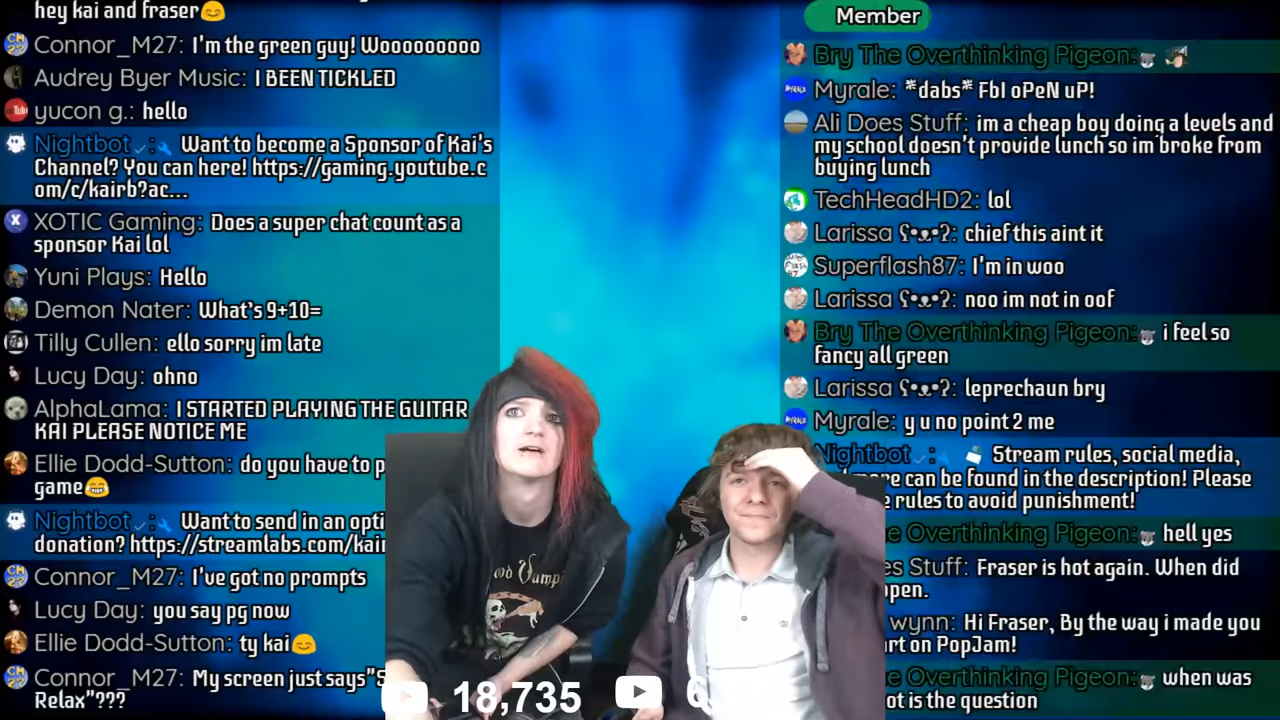 hey kai and fraser😊
Connor_M27: I'm the green guy! Wooooooooo
Audrey Byer Music: I BEEN TICKLED
yucon g.: hello
Nightbot: Want to become a Sponsor of Kai's
Channel? You can here! https://gaming.youtube.c
om/c/kairb?ac...
XOTIC Gaming: Does a super chat count as a
sponsor Kai lol
Yuni Plays: Hello
Demon Nater: What's 9+10=
Tilly Cullen: ello sorry im late
Lucy Day: ohno
AlphaLama: I STARTED PLAYING THE GUITAR
KAI PLEASE NOTICE ME
Ellie Dodd-Sutton: do you have to p
game😁
Nightbot: Want to send in an opti
donation? https://streamlabs.com/kair
Connor_M27: I've got no prompts
Lucy Day: you say pg now
Ellie Dodd-Sutton: ty kai😊
Connor_M27: My screen just says"S
Relax"???
18,735
Member
Bry The Overthinking Pigeon:
Myrale: *dabs* FbI oPeN uP!
Ali Does Stuff: im a cheap boy doing a levels and
my school doesn't provide lunch so im broke from
buying lunch
TechHeadHD2: lol
Larissa ʕ•ᴥ•ʔ: chief this aint it
Superflash87: I'm in woo
Larissa ʕ•ᴥ•ʔ: noo im not in oof
Bry The Overthinking Pigeon: i feel so
fancy all green
Larissa ʕ•ᴥ•ʔ: leprechaun bry
Myrale: y u no point 2 me
Nightbot: Stream rules, social media,
can be found in the description! Please
rules to avoid punishment!
Overthinking Pigeon: hell yes
es Stuff: Fraser is hot again. When did
pen.
wynn: Hi Fraser, By the way i made you
art on PopJam!
Overthinking Pigeon: when was
ot is the question